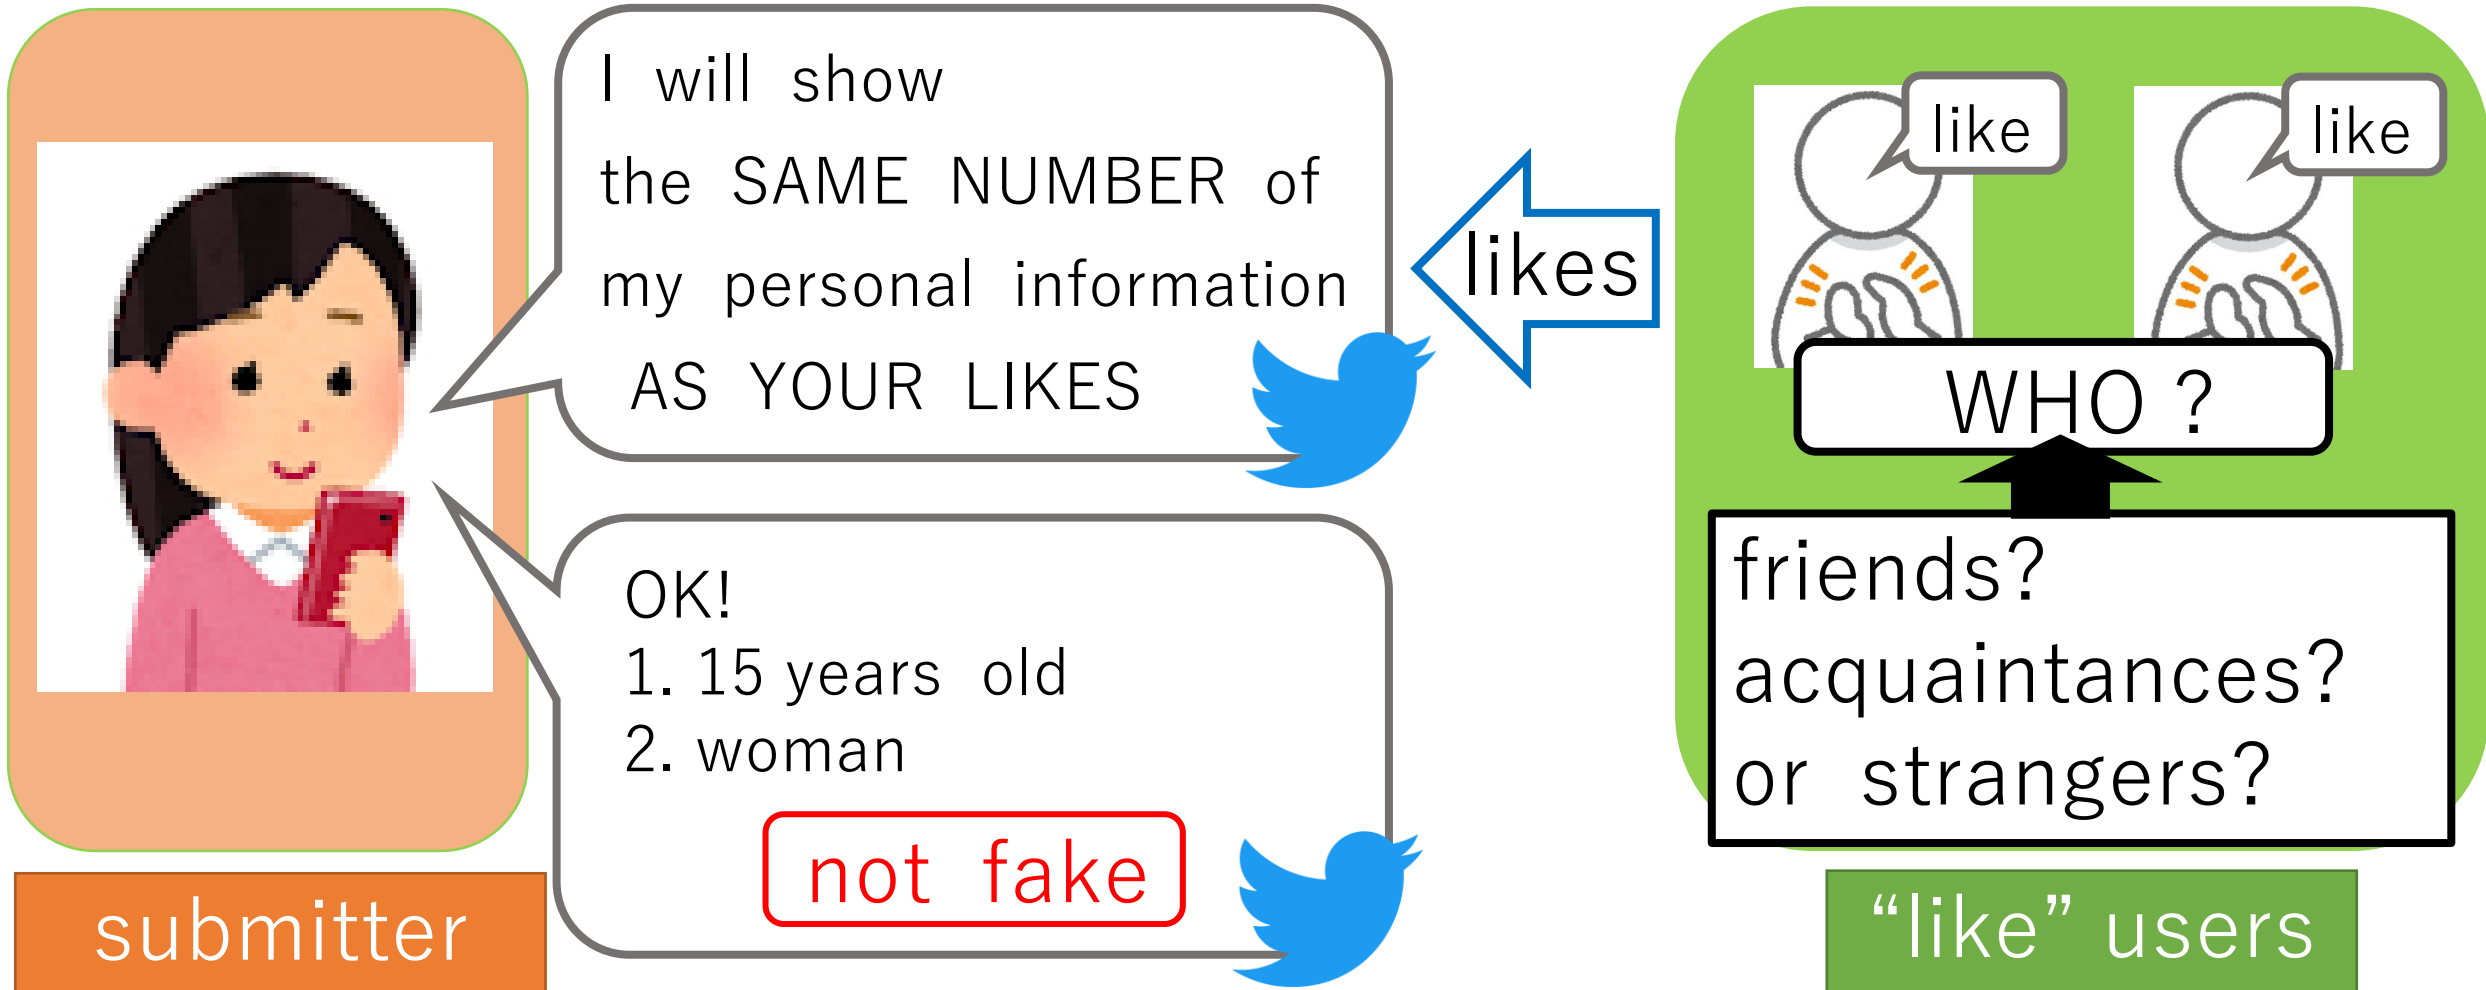 I will show
the SAME NUMBER of
my personal information
AS YOUR LIKES
OK!
1. 15 years old
2. woman
not fake
submitter
likes
like
like
WHO ?
friends?
acquaintances?
or strangers?
“like” users